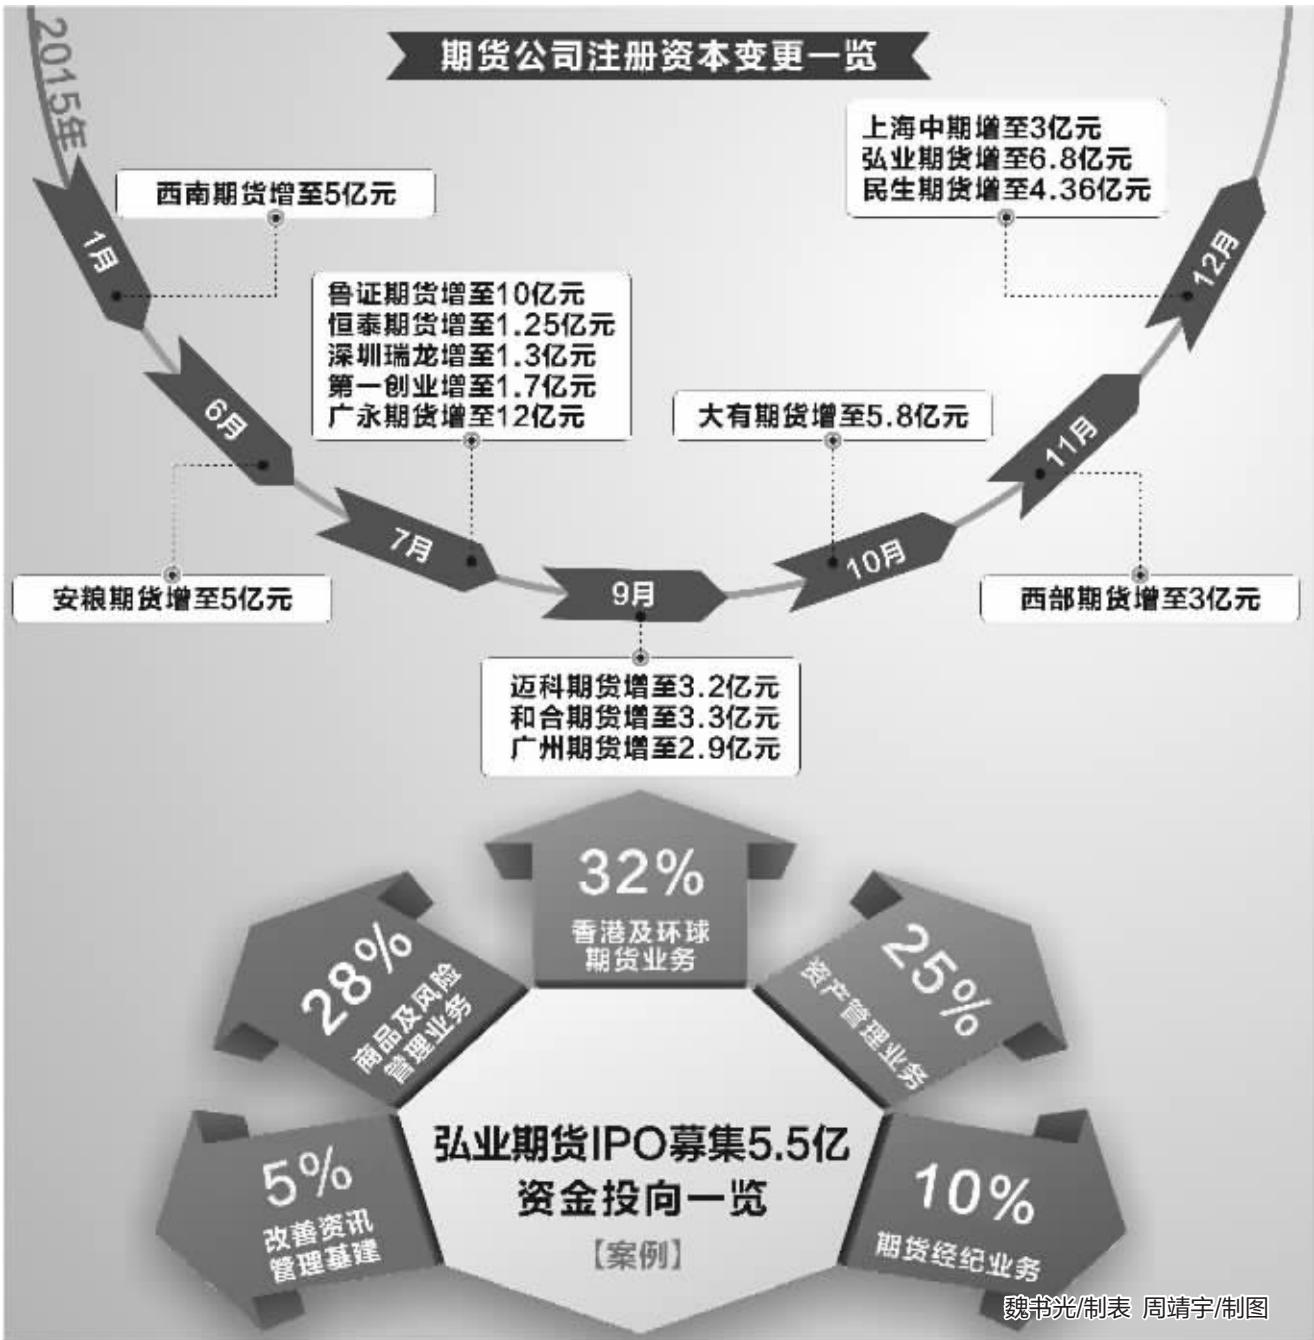 期货公司注册资本变更一览
2015年
1月
西南期货增至5亿元
6月
安粮期货增至5亿元
7月
鲁证期货增至10亿元
恒泰期货增至1.25亿元
深圳瑞龙增至1.3亿元
第一创业增至1.7亿元
广永期货增至12亿元
9月
迈科期货增至3.2亿元
和合期货增至3.3亿元
广州期货增至2.9亿元
10月
大有期货增至5.8亿元
11月
西部期货增至3亿元
12月
上海中期增至3亿元
弘业期货增至6.8亿元
民生期货增至4.36亿元
弘业期货IPO募集5.5亿
资金投向一览
【案例】
5%
改善资讯
管理基建
28%
商品及风险
管理业务
32%
香港及环球
期货业务
25%
资产管理业务
10%
期货经纪业务
魏书光/制表 周靖宇/制图